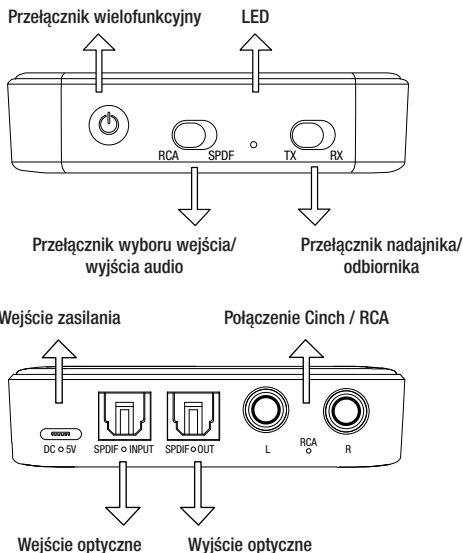 Przełącznik wielofunkcyjny LED
RCA SPDF TX RX
Przełącznik wyboru wejścia/ Przełącznik nadajnika/
wyjścia audio odbiornika
Wejście zasilania Połączenie Cinch / RCA
DC 5V SPDIF INPUT SPDIF OUT L RCA R
Wejście optyczne Wyjście optyczne